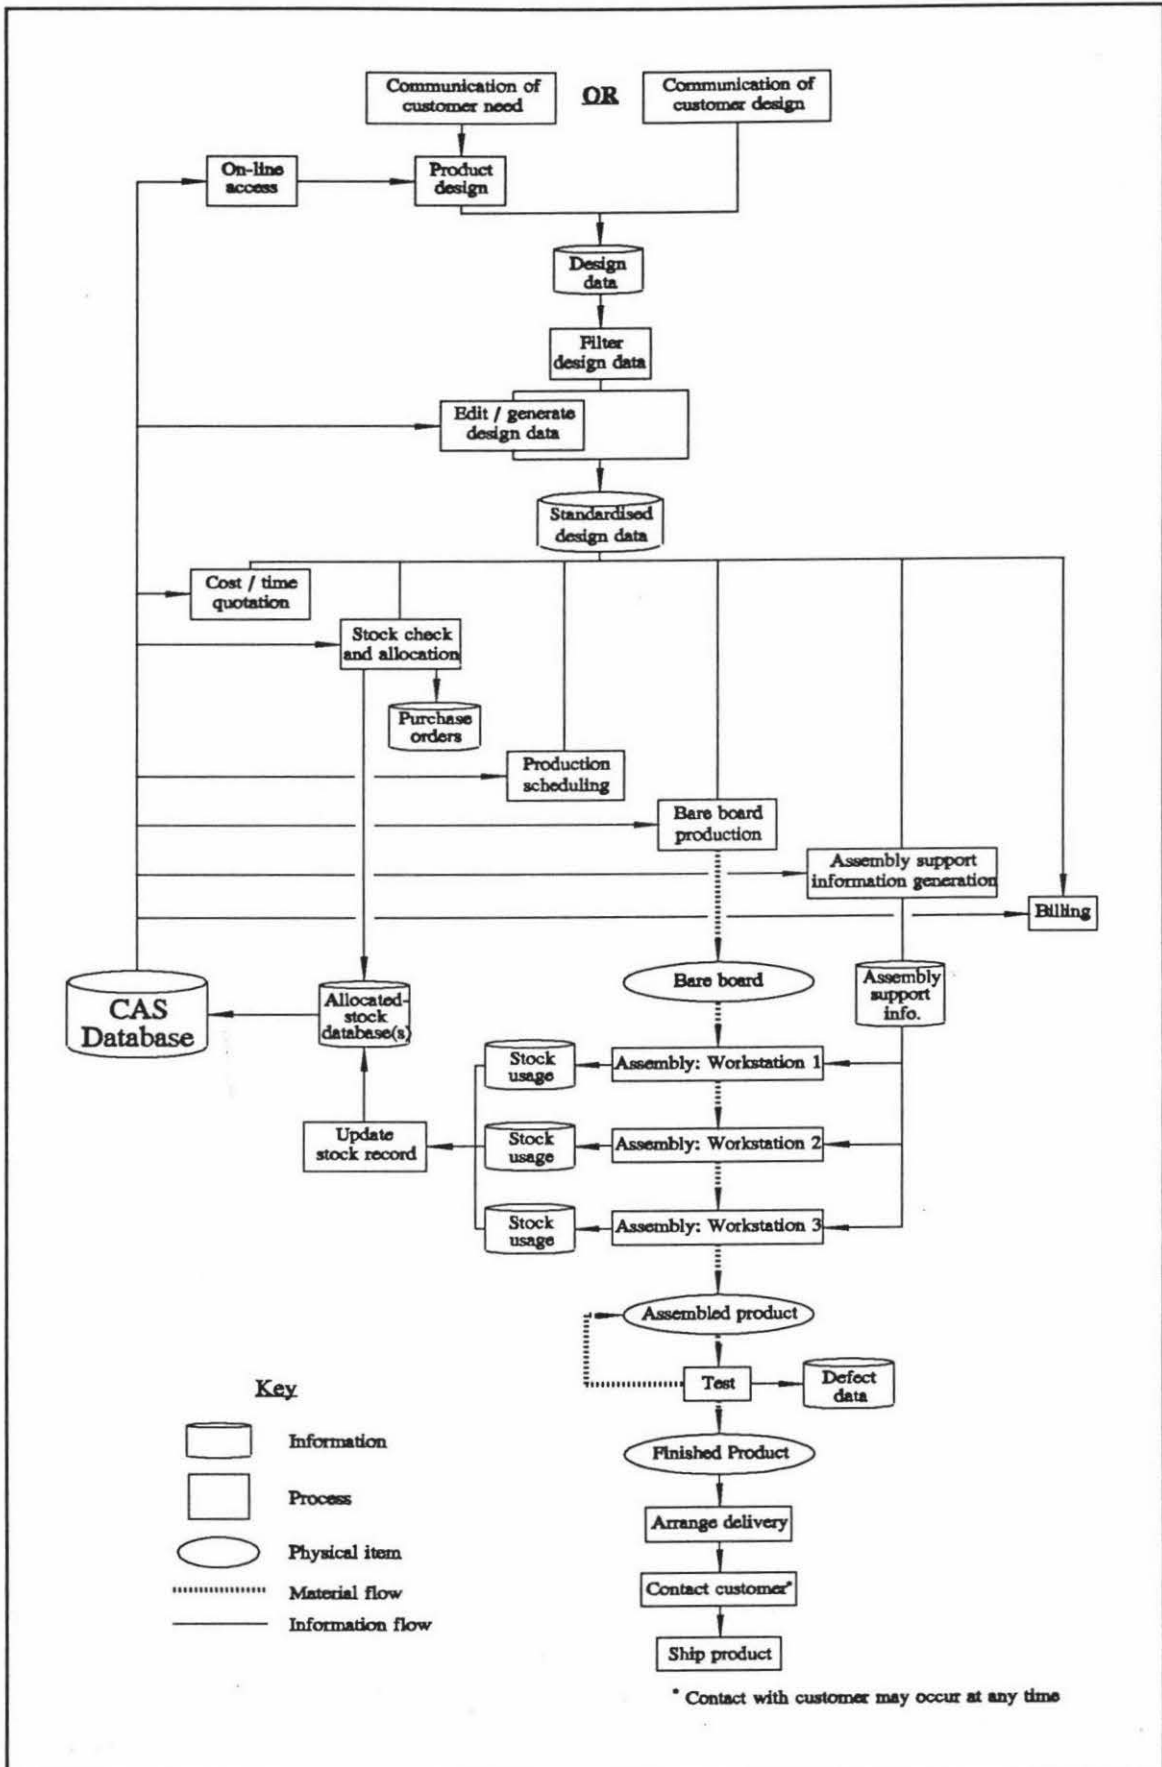 Communication of
customer need
OR
Communication of
customer design
On-line
access
Product
design
Design
data
Filter
design data
Edit / generate
design data
Standardised
design data
Cost / time
quotation
Stock check
and allocation
Purchase
orders
Production
scheduling
Bare board
production
Assembly support
information generation
Billing
CAS
Database
Allocated-
stock
database(s)
Bare board
Assembly
support
info.
Stock
usage
Assembly: Workstation 1
Update
stock record
Stock
usage
Assembly: Workstation 2
Stock
usage
Assembly: Workstation 3
Assembled product
Test
Defect
data
Finished Product
Arrange delivery
Contact customer*
Ship product
* Contact with customer may occur at any time
Key
Information
Process
Physical item
Material flow
Information flow